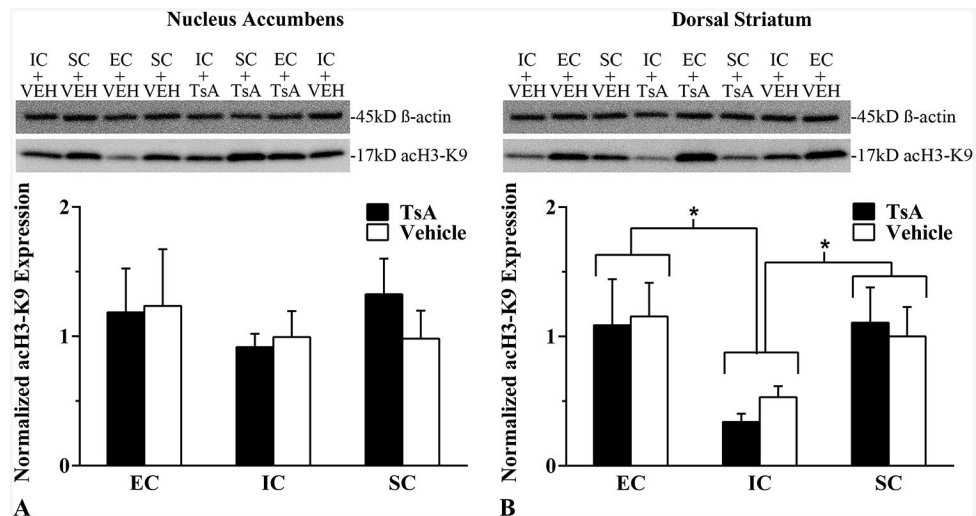 Nucleus Accumbens
IC SC EC SC IC SC EC IC
+ + + + + + + +
VEH VEH VEH VEH TsA TsA TsA VEH
-45kD ß-actin
-17kD acH3-K9
Normalized acH3-K9 Expression
2
1
0
TsA
Vehicle
EC IC SC
A
Dorsal Striatum
IC EC SC IC EC SC IC EC
+ + + + + + + +
VEH VEH VEH TsA TsA TsA VEH VEH
-45kD ß-actin
-17kD acH3-K9
Normalized acH3-K9 Expression
2
1
0
*
*
TsA
Vehicle
EC IC SC
B